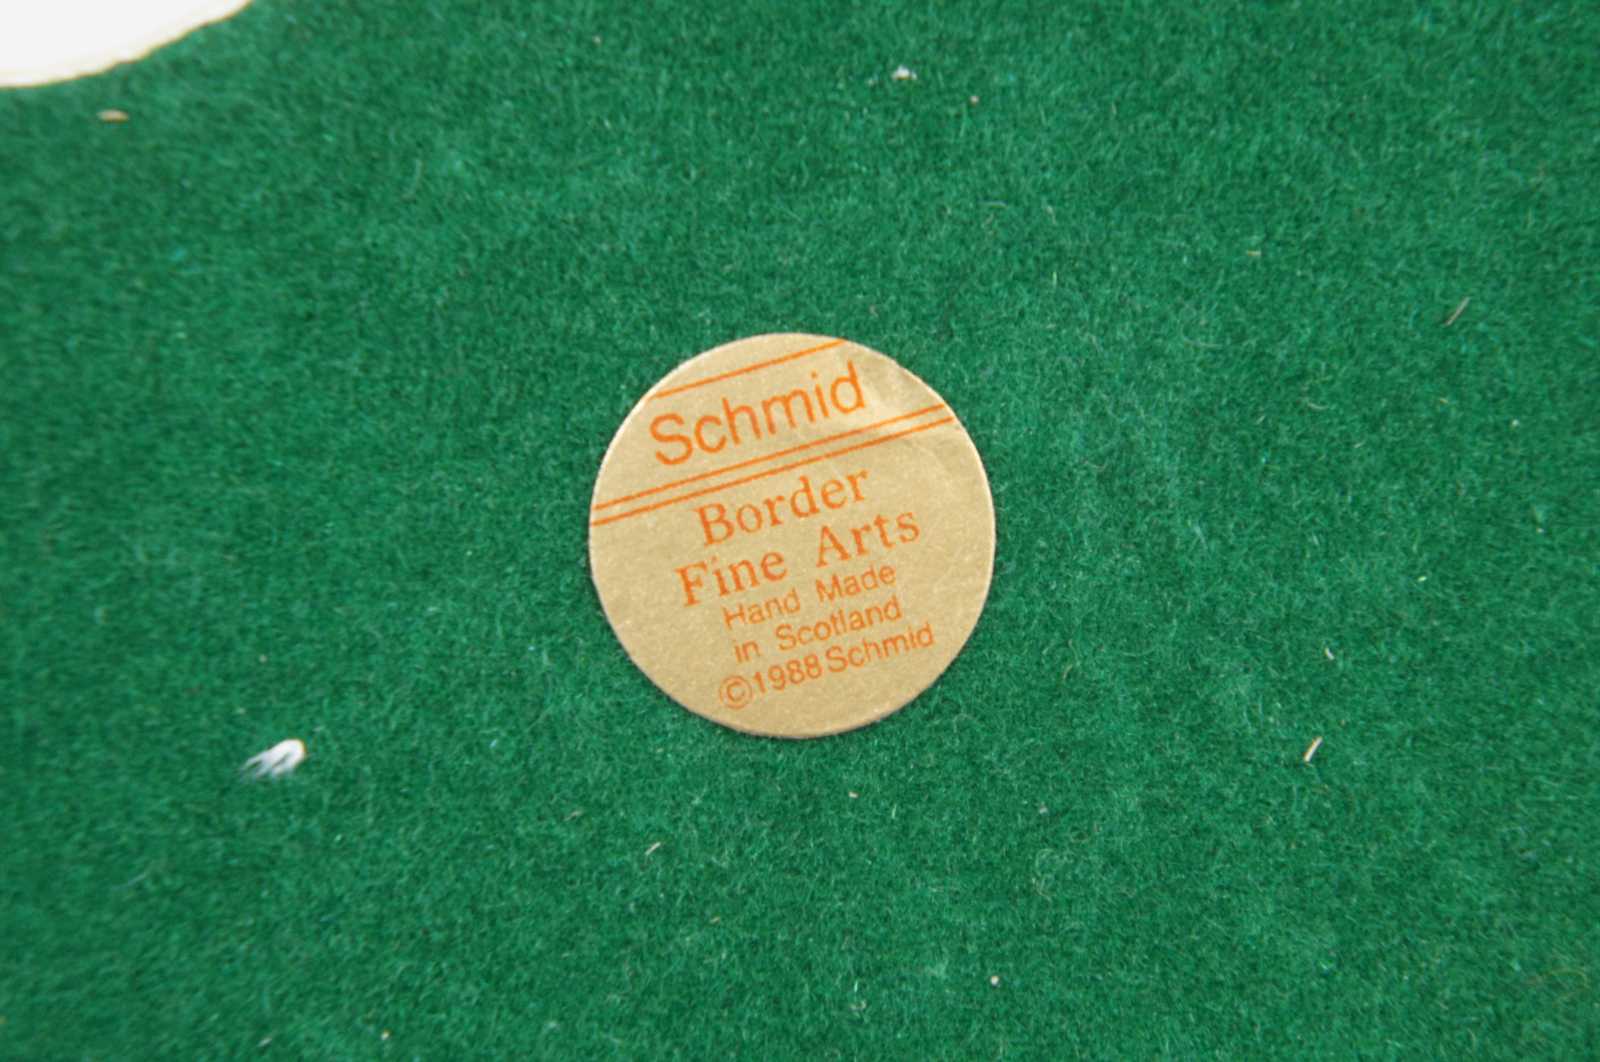 Schmid
Border
Fine Arts
Hand Made
in Scotland
©1988 Schmid